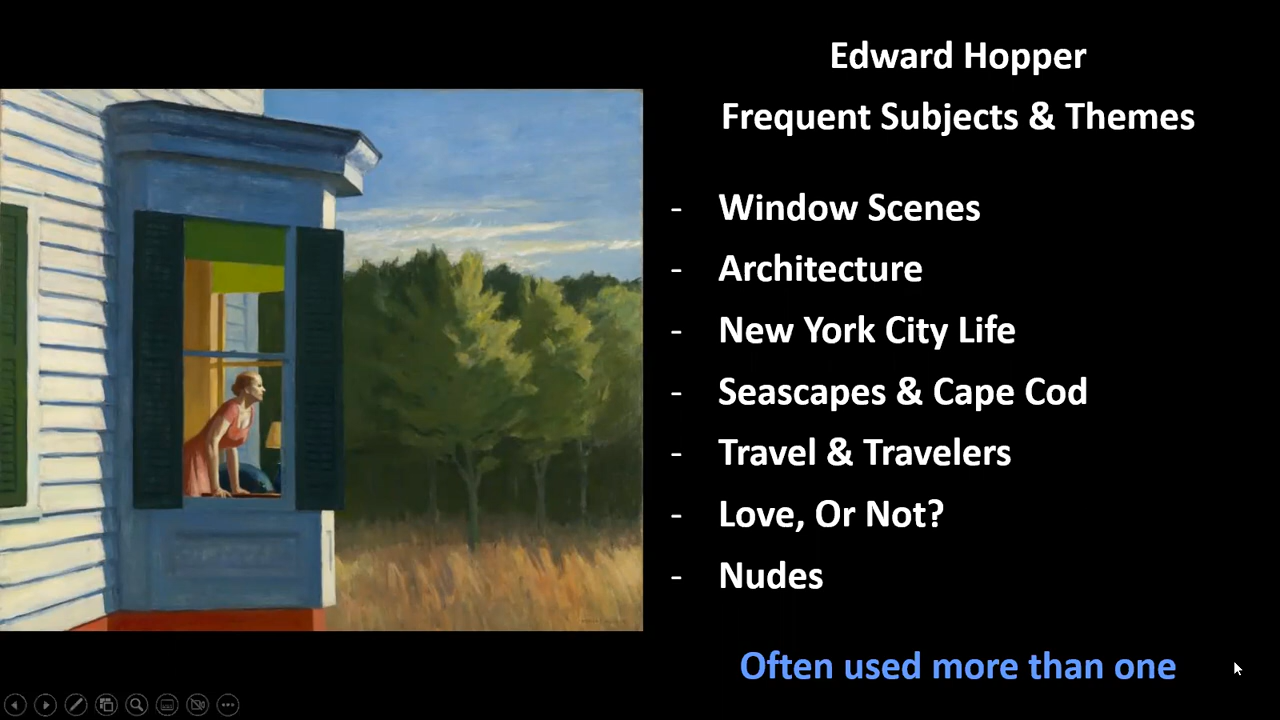 Edward Hopper
Frequent Subjects & Themes
- Window Scenes
- Architecture
- New York City Life
- Seascapes & Cape Cod
- Travel & Travelers
- Love, Or Not?
- Nudes
Often used more than one